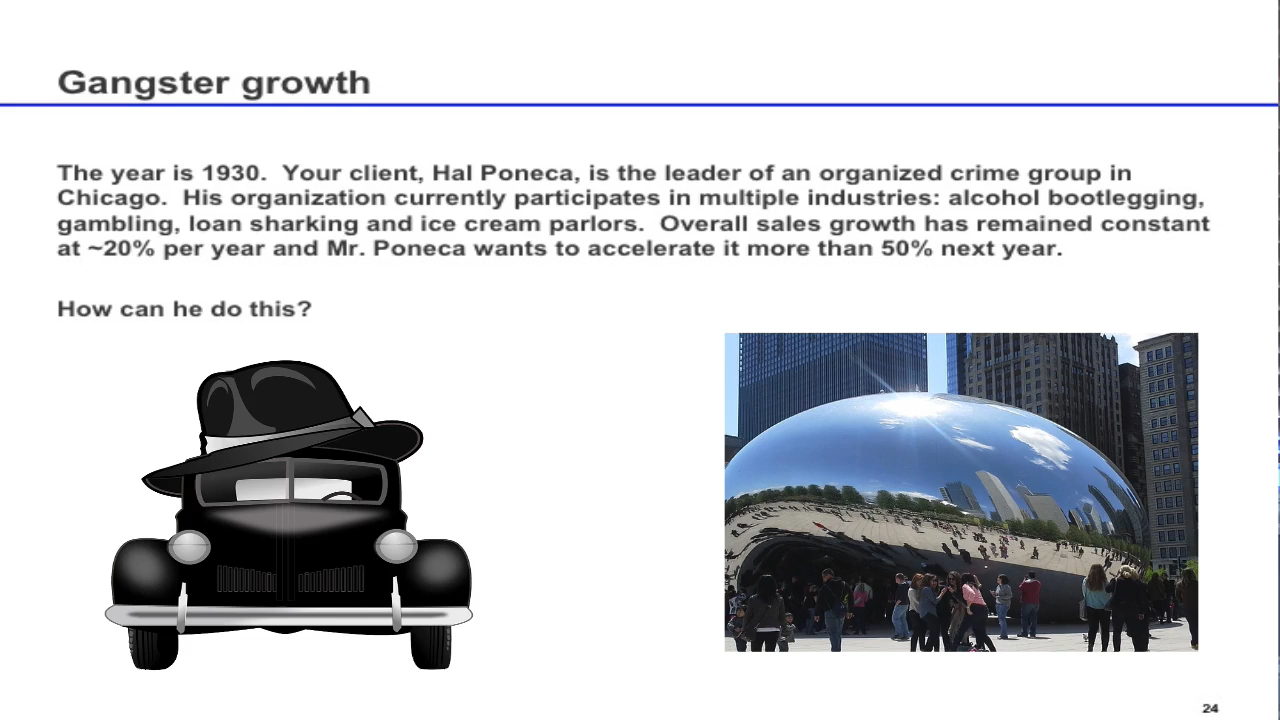 Gangster growth
The year is 1930.  Your client, Hal Poneca, is the leader of an organized crime group in
Chicago.  His organization currently participates in multiple industries: alcohol bootlegging,
gambling, loan sharking and ice cream parlors.  Overall sales growth has remained constant
at ~20% per year and Mr. Poneca wants to accelerate it more than 50% next year.
How can he do this?
24